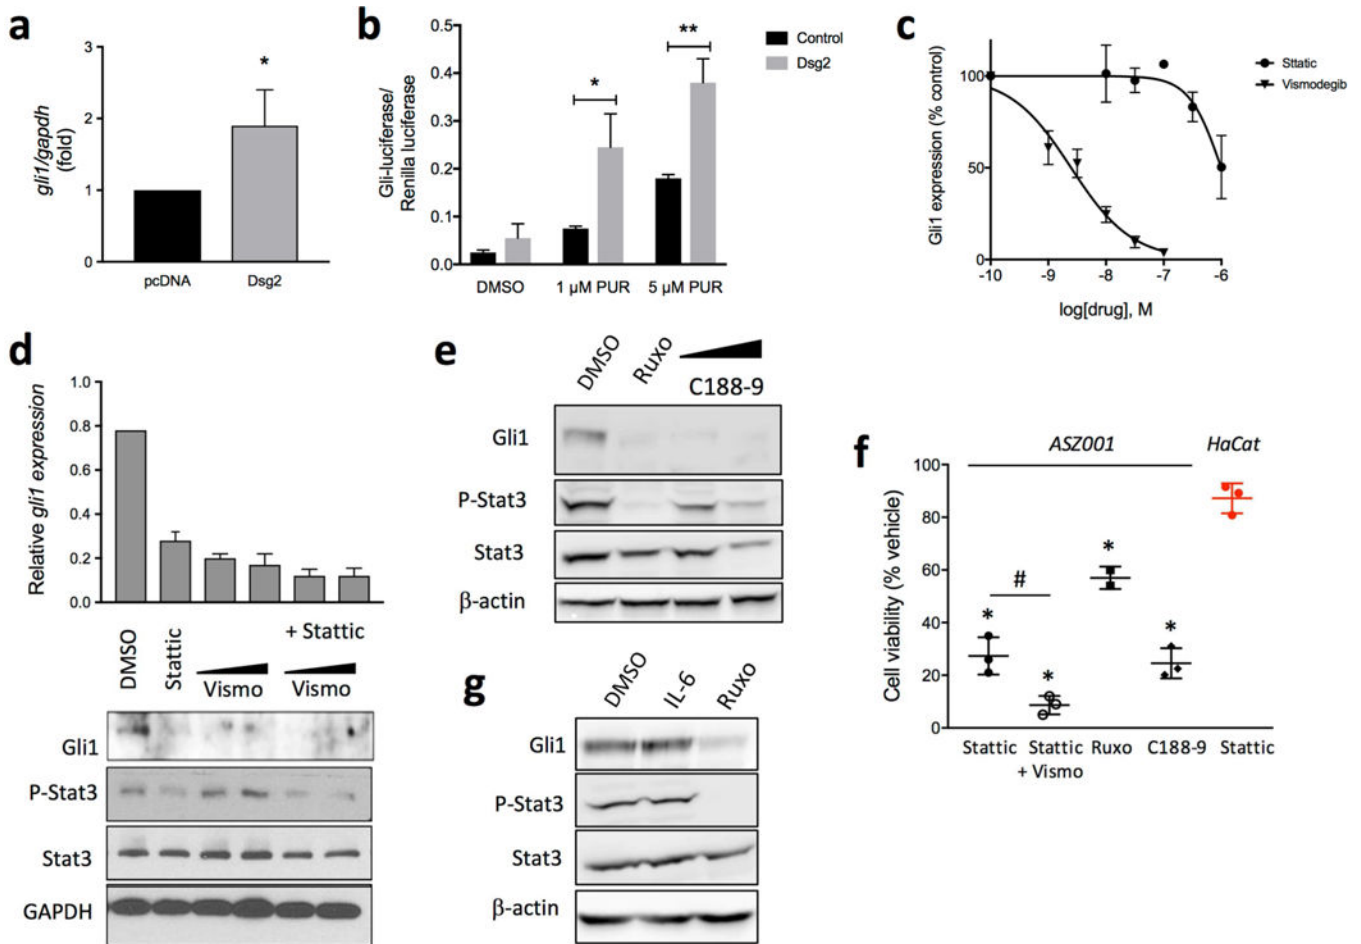 a
3
2
1
0
gli1/gapdh
(fold)
*
pcDNA
Dsg2
b
0.5
0.4
0.3
0.2
0.1
0.0
Gli-luciferase/
Renilla luciferase
*
**
Control
Dsg2
DMSO
1 µM PUR
5 µM PUR
c
100
50
0
Gli1 expression (% control)
-10
-9
-8
-7
-6
log[drug], M
Sttatic
Vismodegib
d
1.0
0.8
0.6
0.4
0.2
0.0
Relative gli1 expression
+ Stattic
DMSO
Stattic
Vismo
Vismo
Gli1
P-Stat3
Stat3
GAPDH
e
DMSO
Ruxo
C188-9
Gli1
P-Stat3
Stat3
β-actin
f
ASZ001
HaCat
100
80
60
40
20
0
Cell viability (% vehicle)
*
#
*
*
*
Stattic
Stattic
+ Vismo
Ruxo
C188-9
Stattic
g
DMSO
IL-6
Ruxo
Gli1
P-Stat3
Stat3
β-actin